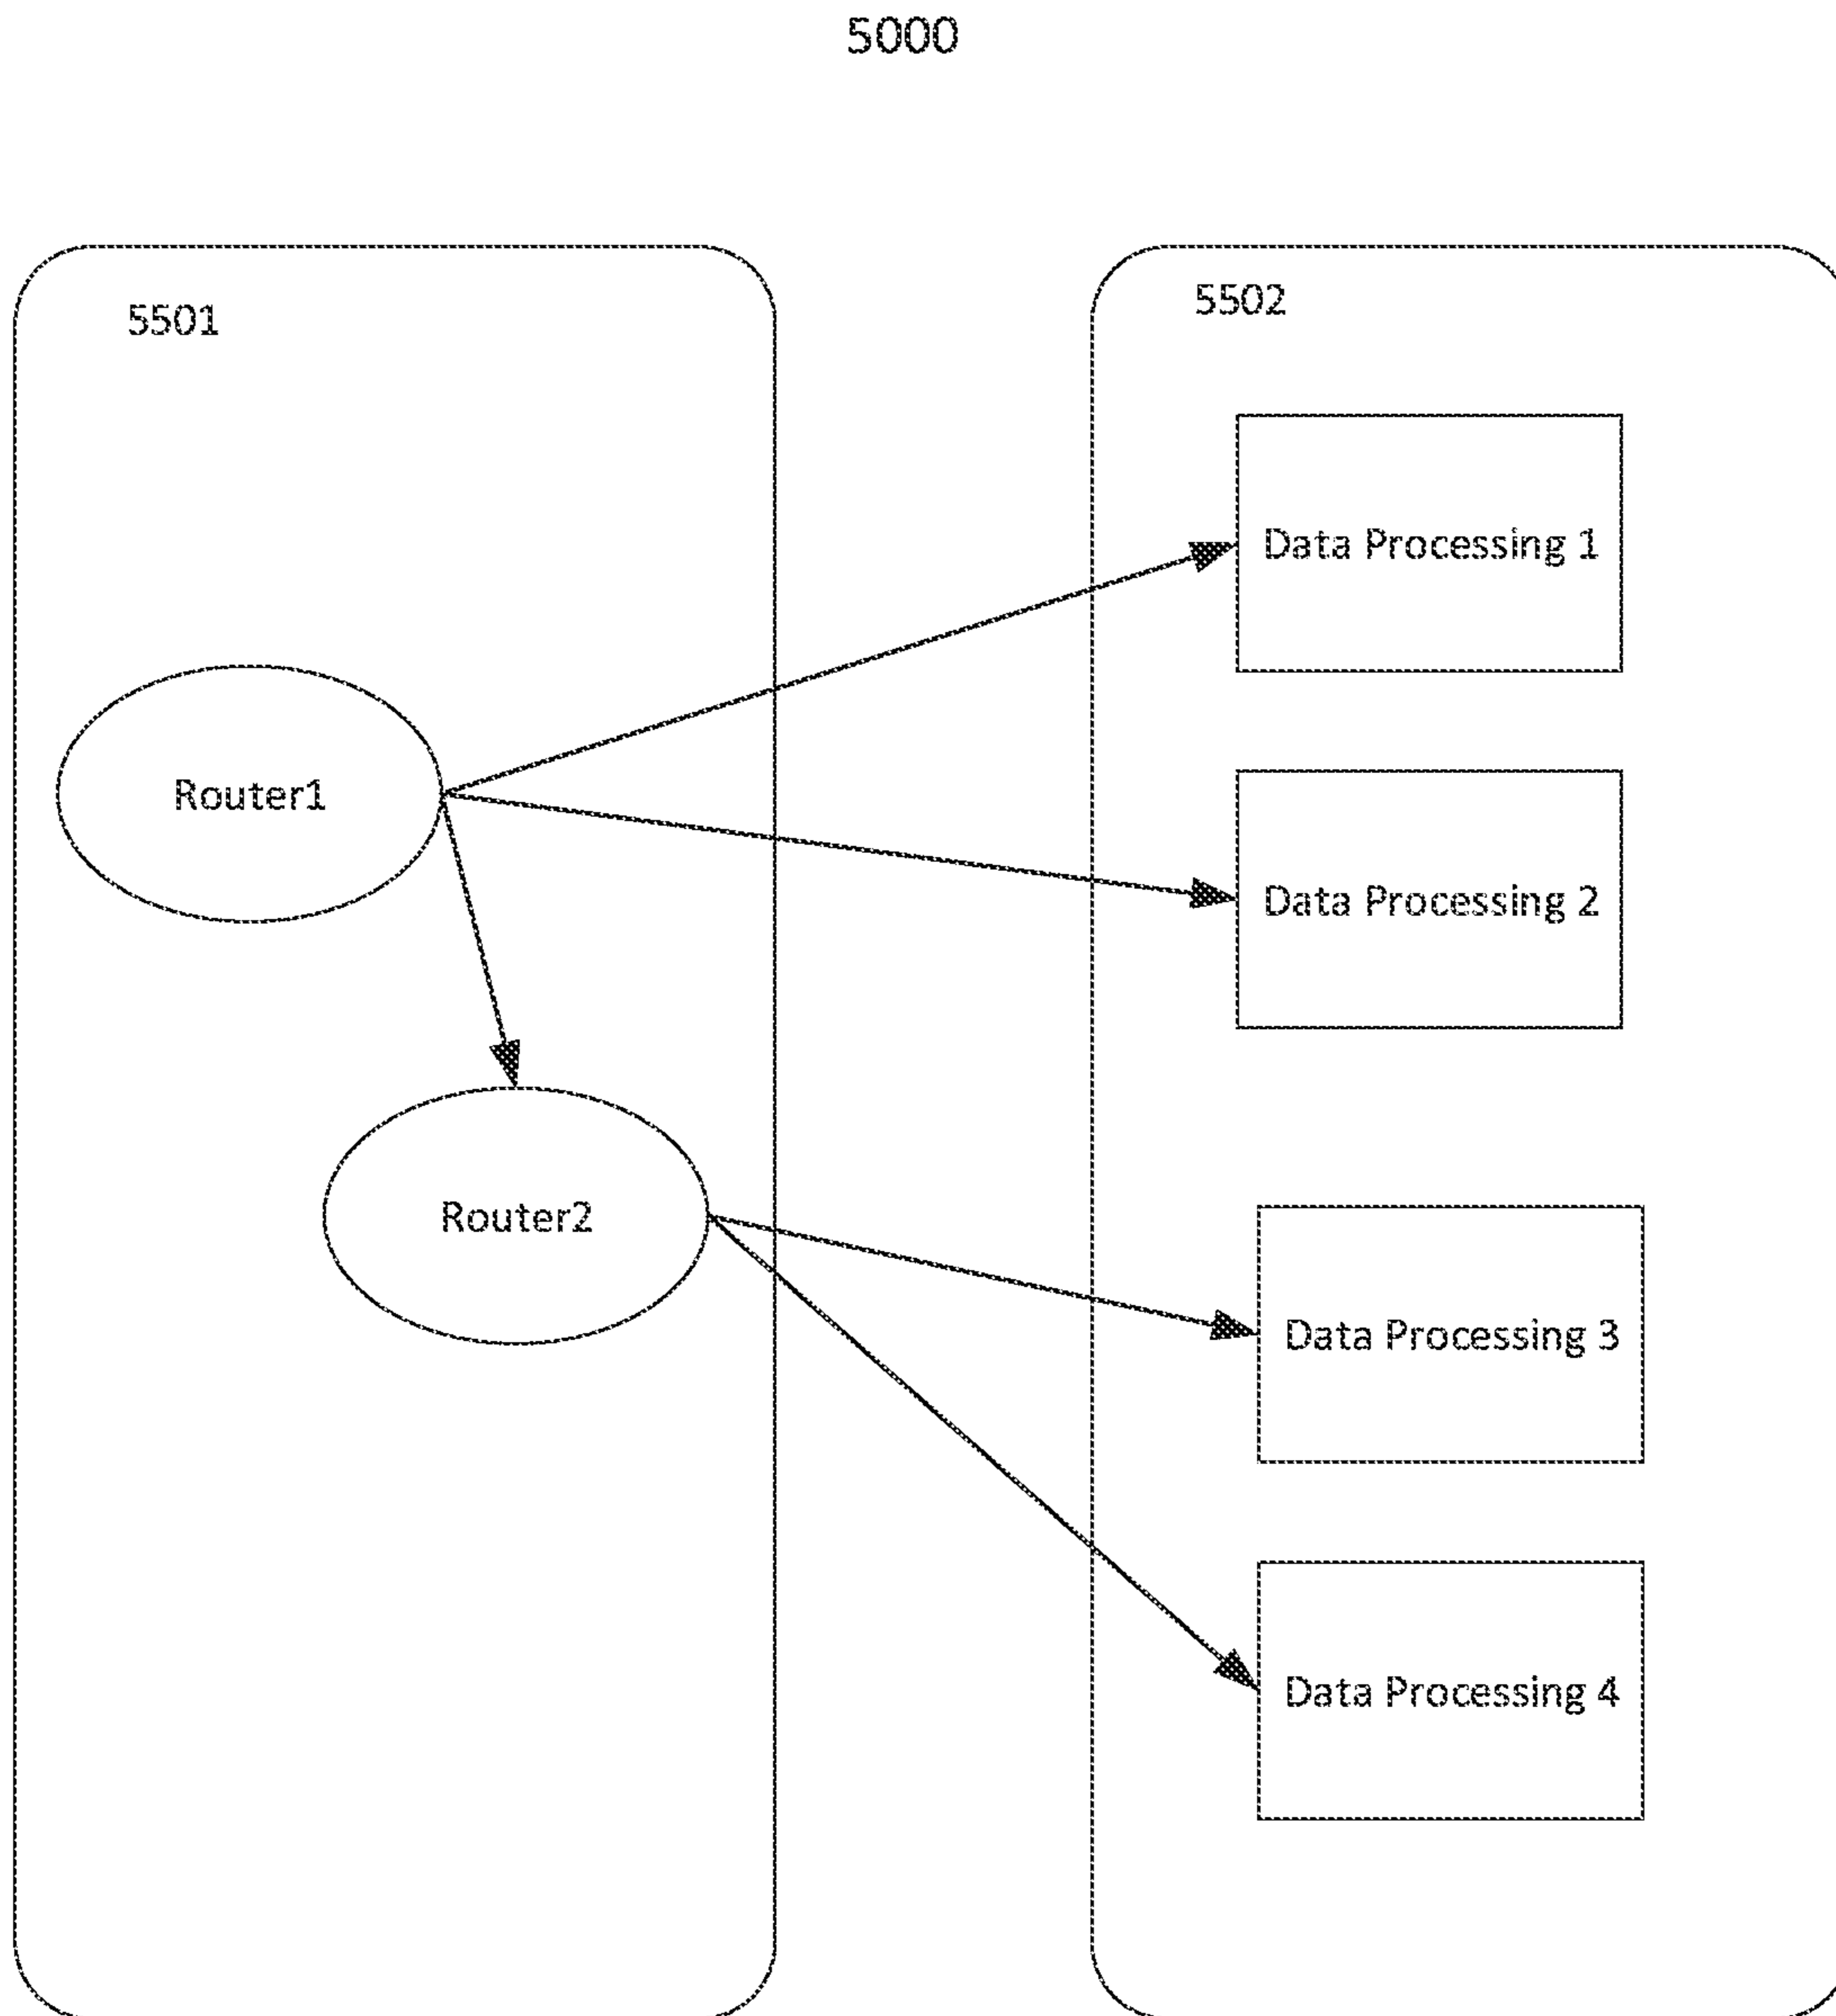 5000
5501
5502
Data Processing 1
Router1
Data Processing 2
Router2
Data Processing 3
Data Processing 4